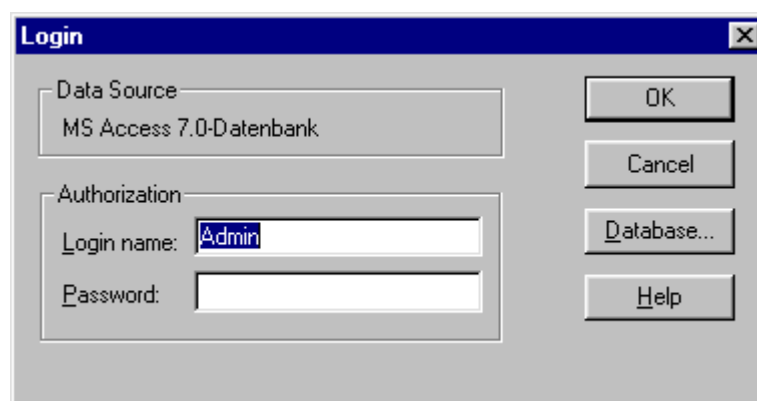 Login
Data Source
MS Access 7.0-Datenbank
Authorization
Login name: Admin
Password:
OK
Cancel
Database...
Help